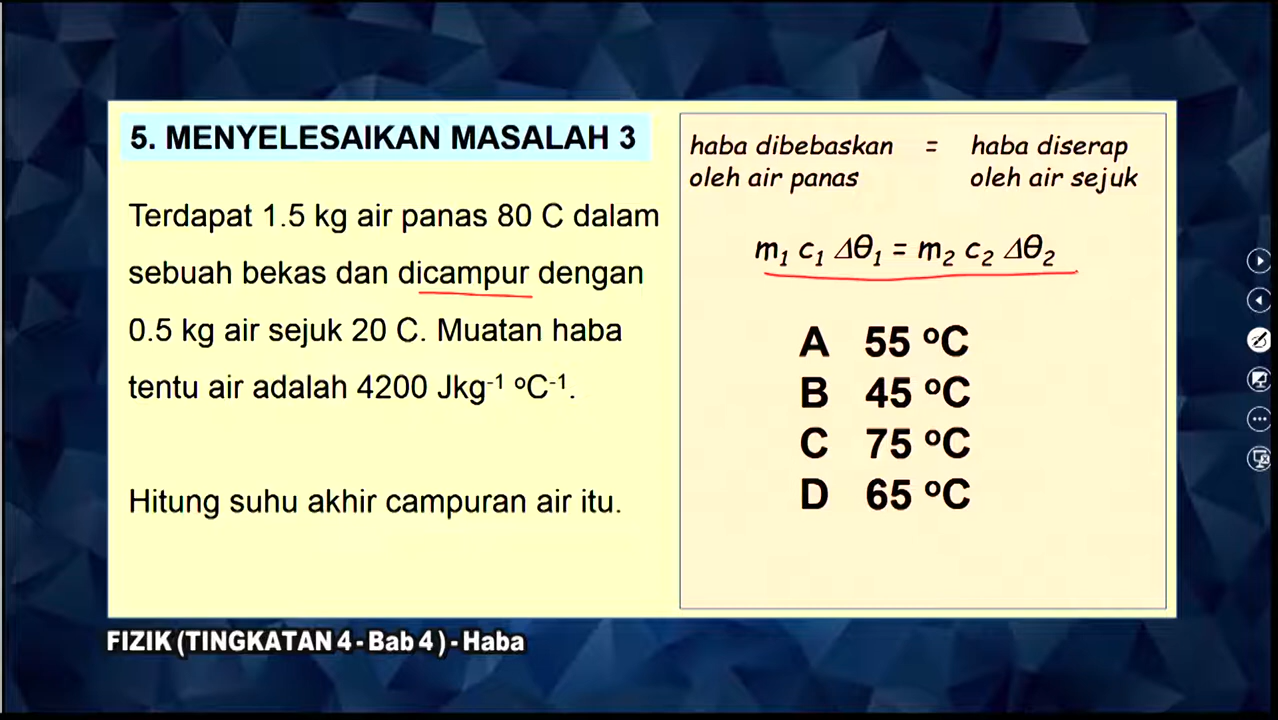 5. MENYELESAIKAN MASALAH 3
Terdapat 1.5 kg air panas 80 C dalam
sebuah bekas dan dicampur dengan
0.5 kg air sejuk 20 C. Muatan haba
tentu air adalah 4200 Jkg⁻¹ ᵒC⁻¹.
Hitung suhu akhir campuran air itu.
haba dibebaskan = haba diserap
oleh air panas oleh air sejuk
m₁ c₁ Δθ₁ = m₂ c₂ Δθ₂
A 55 ᵒC
B 45 ᵒC
C 75 ᵒC
D 65 ᵒC
FIZIK (TINGKATAN 4 - Bab 4 ) - Haba